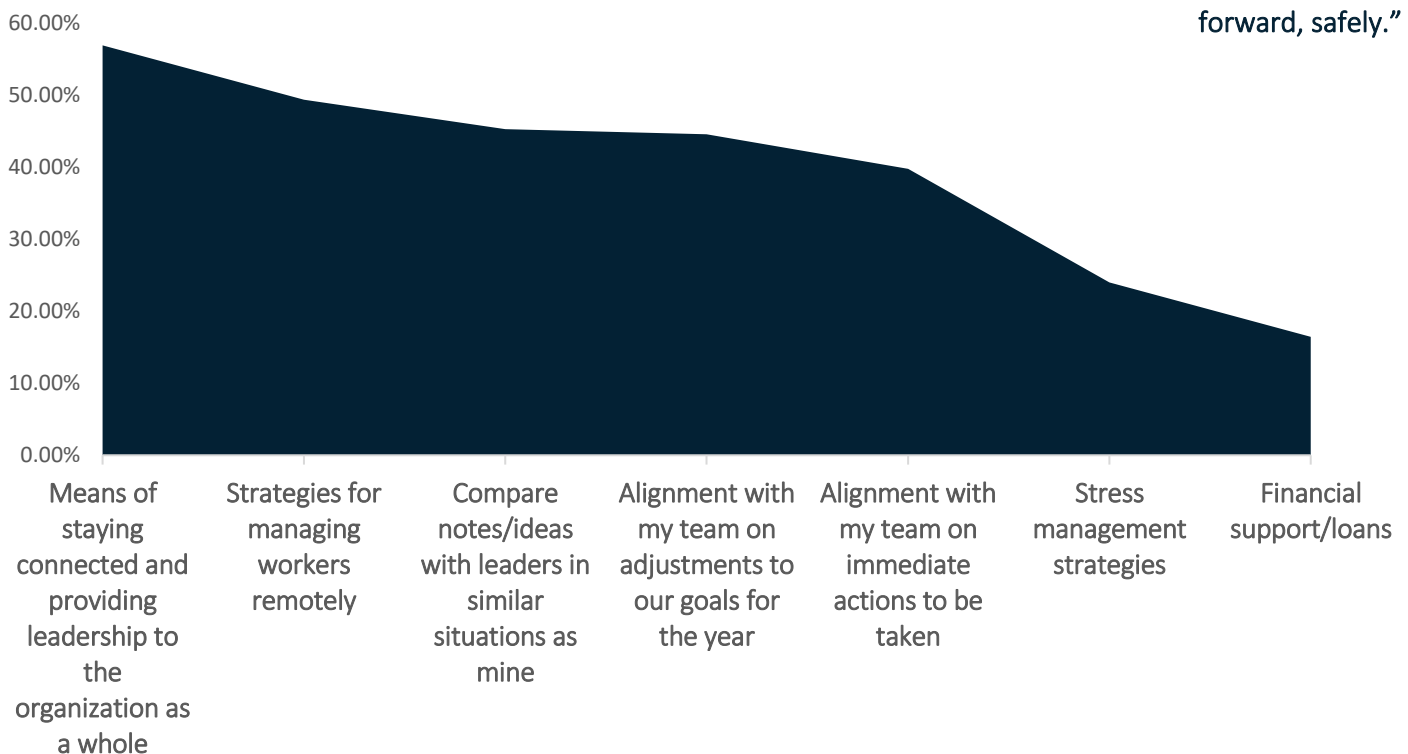 forward, safely.”
60.00%
50.00%
40.00%
30.00%
20.00%
10.00%
0.00%
Means of
staying
connected and
providing
leadership to
the
organization as
a whole
Strategies for
managing
workers
remotely
Compare
notes/ideas
with leaders in
similar
situations as
mine
Alignment with
my team on
adjustments to
our goals for
the year
Alignment with
my team on
immediate
actions to be
taken
Stress
management
strategies
Financial
support/loans